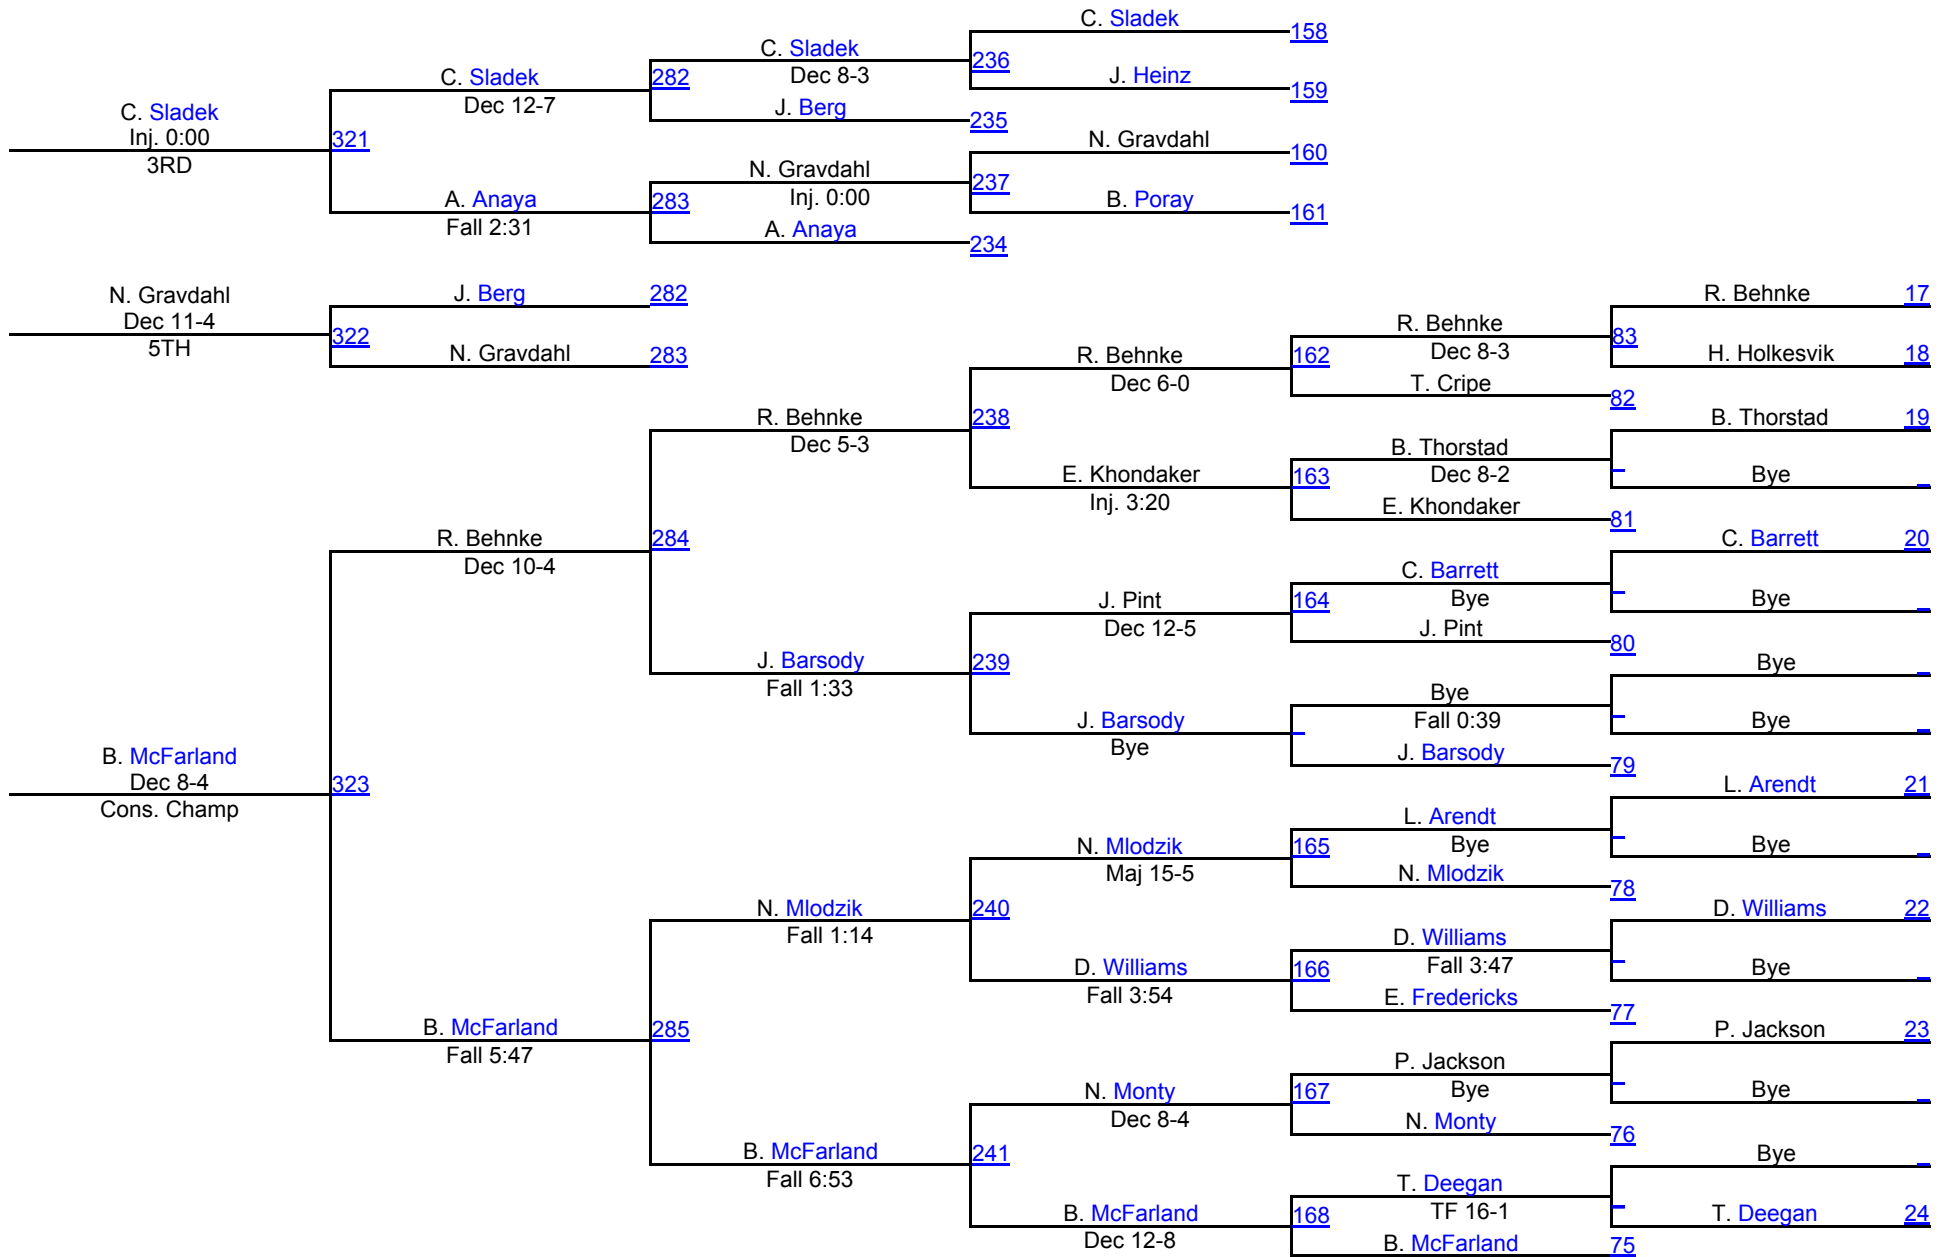 C. Sladek
158
C. Sladek
236
Dec 8-3
J. Heinz
159
C. Sladek
282
Dec 12-7
J. Berg
235
C. Sladek
Inj. 0:00
321
3RD
N. Gravdahl
160
N. Gravdahl
237
Inj. 0:00
B. Poray
161
A. Anaya
283
Fall 2:31
A. Anaya
234
N. Gravdahl
Dec 11-4
322
5TH
J. Berg
282
N. Gravdahl
283
R. Behnke
17
R. Behnke
83
Dec 8-3
H. Holkesvik
18
R. Behnke
162
Dec 6-0
T. Cripe
82
R. Behnke
238
Dec 5-3
B. Thorstad
19
B. Thorstad
Dec 8-2
Bye
E. Khondaker
163
Inj. 3:20
E. Khondaker
81
R. Behnke
284
Dec 10-4
C. Barrett
20
C. Barrett
Bye
Bye
J. Pint
164
Dec 12-5
J. Pint
80
J. Barsody
239
Fall 1:33
Bye
Bye
Fall 0:39
Bye
J. Barsody
Bye
J. Barsody
79
B. McFarland
Dec 8-4
323
Cons. Champ
L. Arendt
21
L. Arendt
Bye
Bye
N. Mlodzik
165
Maj 15-5
N. Mlodzik
78
N. Mlodzik
240
Fall 1:14
D. Williams
22
D. Williams
Fall 3:47
Bye
D. Williams
166
Fall 3:54
E. Fredericks
77
B. McFarland
285
Fall 5:47
P. Jackson
23
P. Jackson
Bye
Bye
N. Monty
167
Dec 8-4
N. Monty
76
B. McFarland
241
Fall 6:53
Bye
T. Deegan
TF 16-1
T. Deegan
24
B. McFarland
168
Dec 12-8
B. McFarland
75